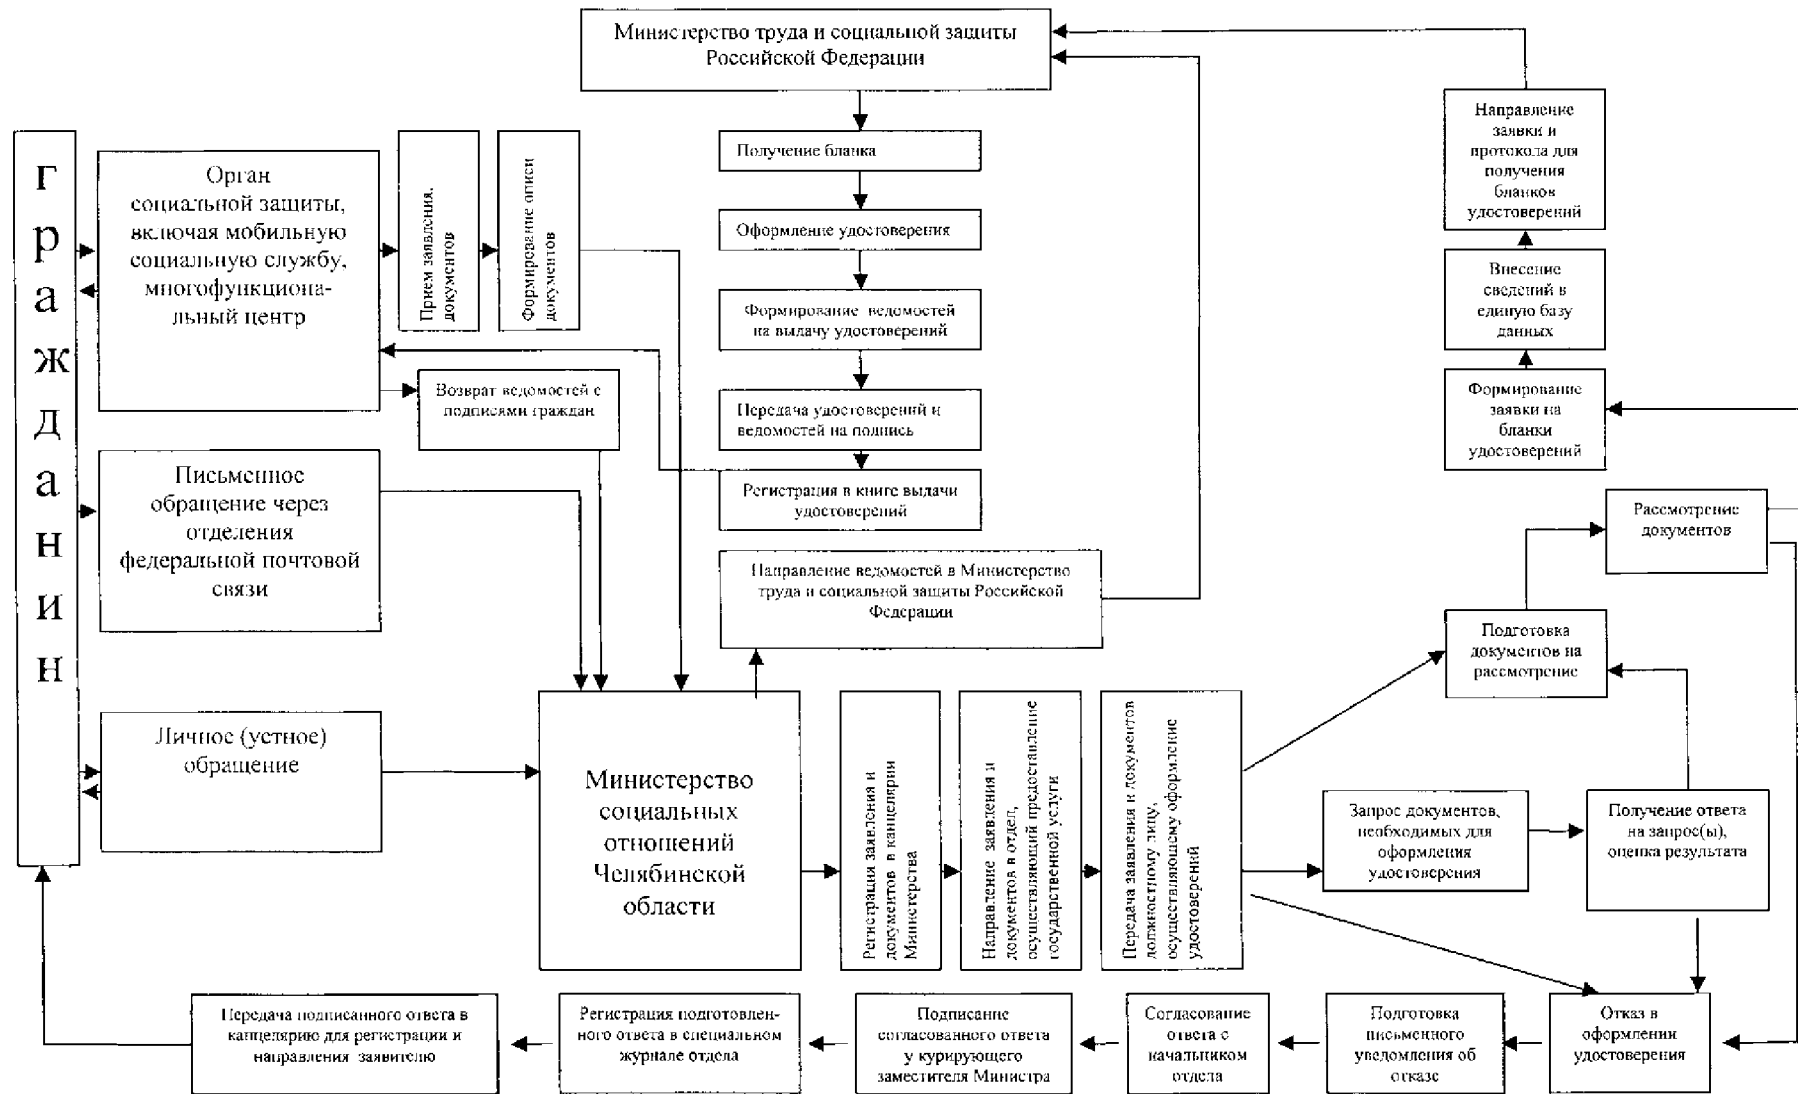 Министерство труда и социальной защиты
Российской Федерации
Получение бланка
Оформление удостоверения
Формирование ведомостей
на выдачу удостоверений
Передача удостоверений и
ведомостей на подпись
Регистрация в книге выдачи
удостоверений
Направление ведомостей в Министерство
труда и социальной защиты Российской
Федерации
гражданин
Орган
социальной защиты,
включая мобильную
социальную службу,
многофункциона-
льный центр
Прием заявления,
документов
Формирование описи
документов
Возврат ведомостей с
подписями граждан
Письменное
обращение через
отделения
федеральной почтовой
связи
Личное (устное)
обращение
Министерство
социальных
отношений
Челябинской
области
Регистрация заявления и
документов в канцелярии
Министерства
Направление заявления и
документов в отдел,
осуществляющий предоставление
государственной услуги
Передача заявления и документов
должностному лицу,
осуществляющему оформление
удостоверений
Направление
заявки и
протокола для
получения
бланков
удостоверений
Внесение
сведений в
единую базу
данных
Формирование
заявки на
бланки
удостоверений
Рассмотрение
документов
Подготовка
документов на
рассмотрение
Запрос документов,
необходимых для
оформления
удостоверения
Получение ответа
на запрос(ы),
оценка результата
Передача подписанного ответа в
канцелярию для регистрации и
направления заявителю
Регистрация подготовлен-
ного ответа в специальном
журнале отдела
Подписание
согласованного ответа
у курирующего
заместителя Министра
Согласование
ответа с
начальником
отдела
Подготовка
письменного
уведомления об
отказе
Отказ в
оформлении
удостоверения